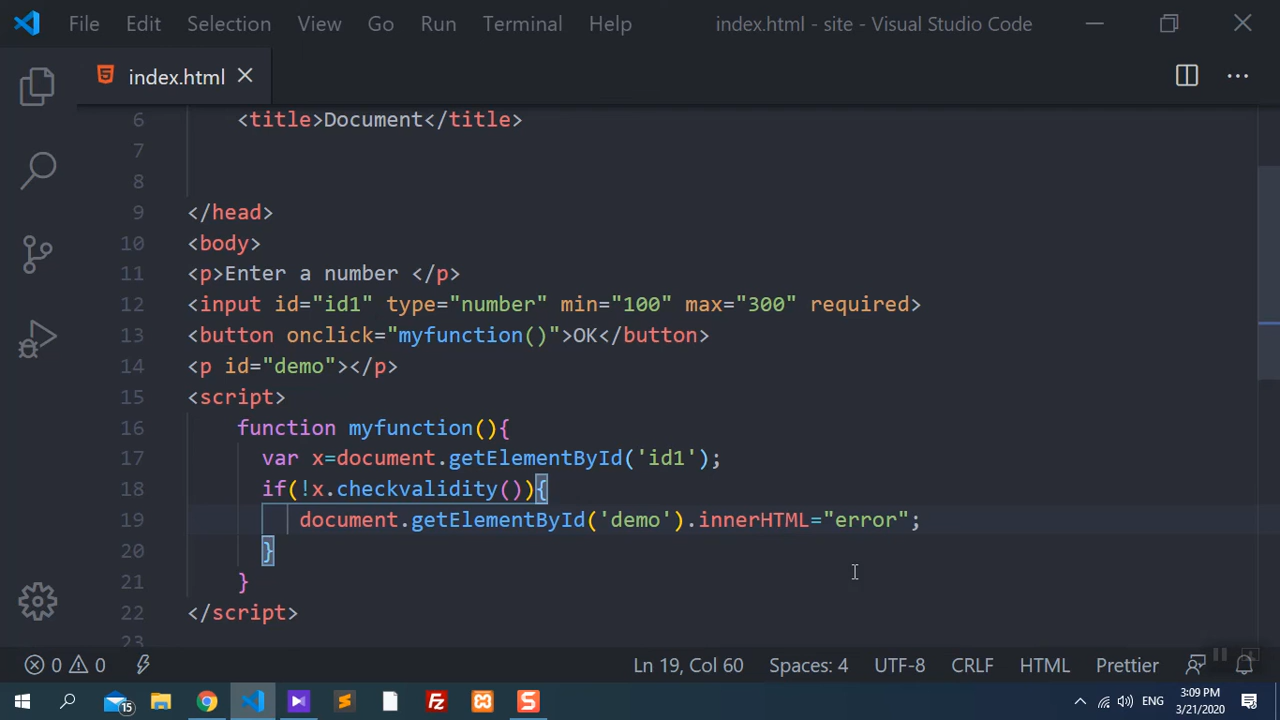 File Edit Selection View Go Run Terminal Help index.html - site - Visual Studio Code
index.html
6 <title>Document</title>
7
8
9 </head>
10 <body>
11 <p>Enter a number </p>
12 <input id="id1" type="number" min="100" max="300" required>
13 <button onclick="myfunction()">OK</button>
14 <p id="demo"></p>
15 <script>
16 function myfunction(){
17 var x=document.getElementById('id1');
18 if(!x.checkvalidity()){
19 document.getElementById('demo').innerHTML="error";
20 }
21 }
22 </script>
23
0 0 Ln 19, Col 60 Spaces: 4 UTF-8 CRLF HTML Prettier
15 ENG 3:09 PM
3/21/2020